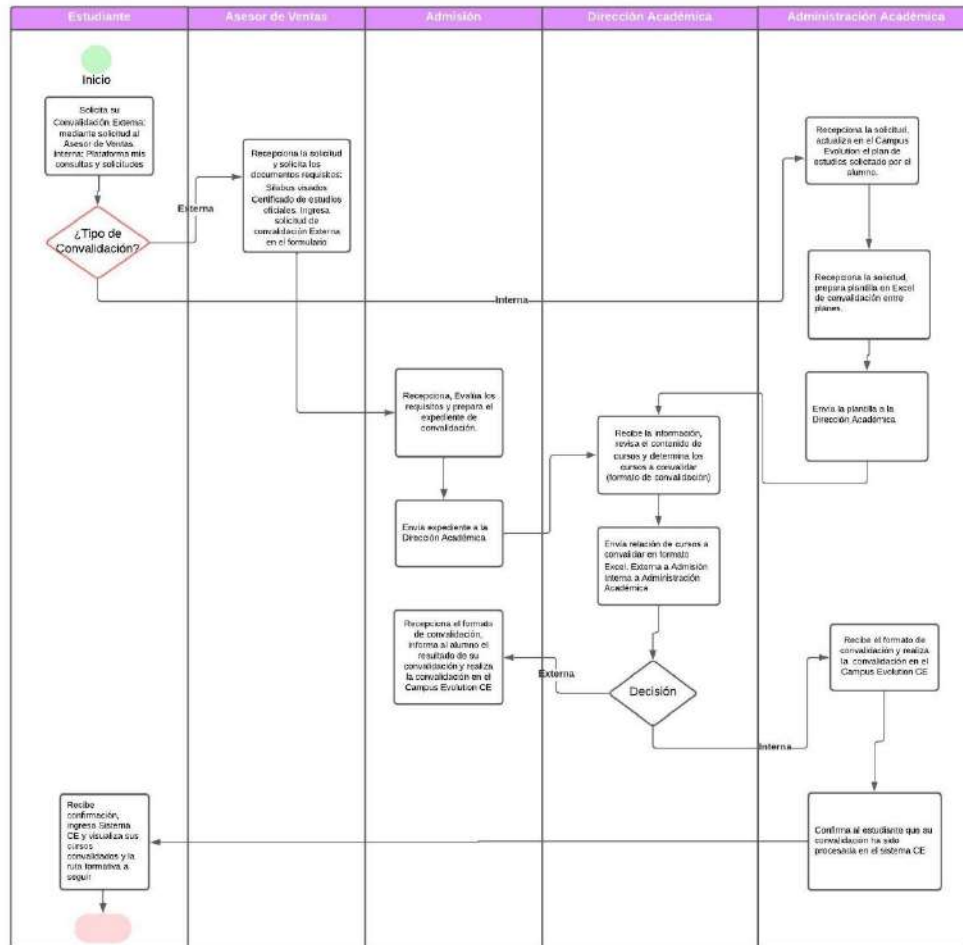 Estudiante
Asesor de Ventas
Admisión
Dirección Académica
Administración Académica
Inicio
Solicita su
Convalidación Externa:
mediante solicitud al
Asesor de Ventas.
Interna: Plataforma mis
consultas y solicitudes
¿Tipo de
Convalidación?
Externa
Interna
Recepciona la solicitud
y solicita los
documentos requisitos:
Sílabus visados
Certificado de estudios
oficiales. Ingresa
solicitud de
convalidación Externa
en el formulario
Recepciona la solicitud,
actualiza en el Campus
Evolution el plan de
estudios solicitado por el
alumno.
Recepciona la solicitud,
prepara plantilla en Excel
de convalidación entre
planes.
Envía la plantilla a la
Dirección Académica
Recepciona, Evalúa los
requisitos y prepara el
expediente de
convalidación.
Envía expediente a la
Dirección Académica
Recibe la información,
revisa el contenido de
cursos y determina los
cursos a convalidar
(formato de convalidación)
Envía relación de cursos a
convalidar en formato
Excel. Externa a Admisión
Interna a Administración
Académica
Decisión
Externa
Interna
Recepciona el formato
de convalidación,
informa al alumno el
resultado de su
convalidación y realiza
la convalidación en el
Campus Evolution CE
Recibe el formato de
convalidación y realiza
la convalidación en el
Campus Evolution CE
Confirma al estudiante que su
convalidación ha sido
procesada en el sistema CE
Recibe
confirmación,
ingresa Sistema
CE y visualiza sus
cursos
convalidados y la
ruta formativa a
seguir